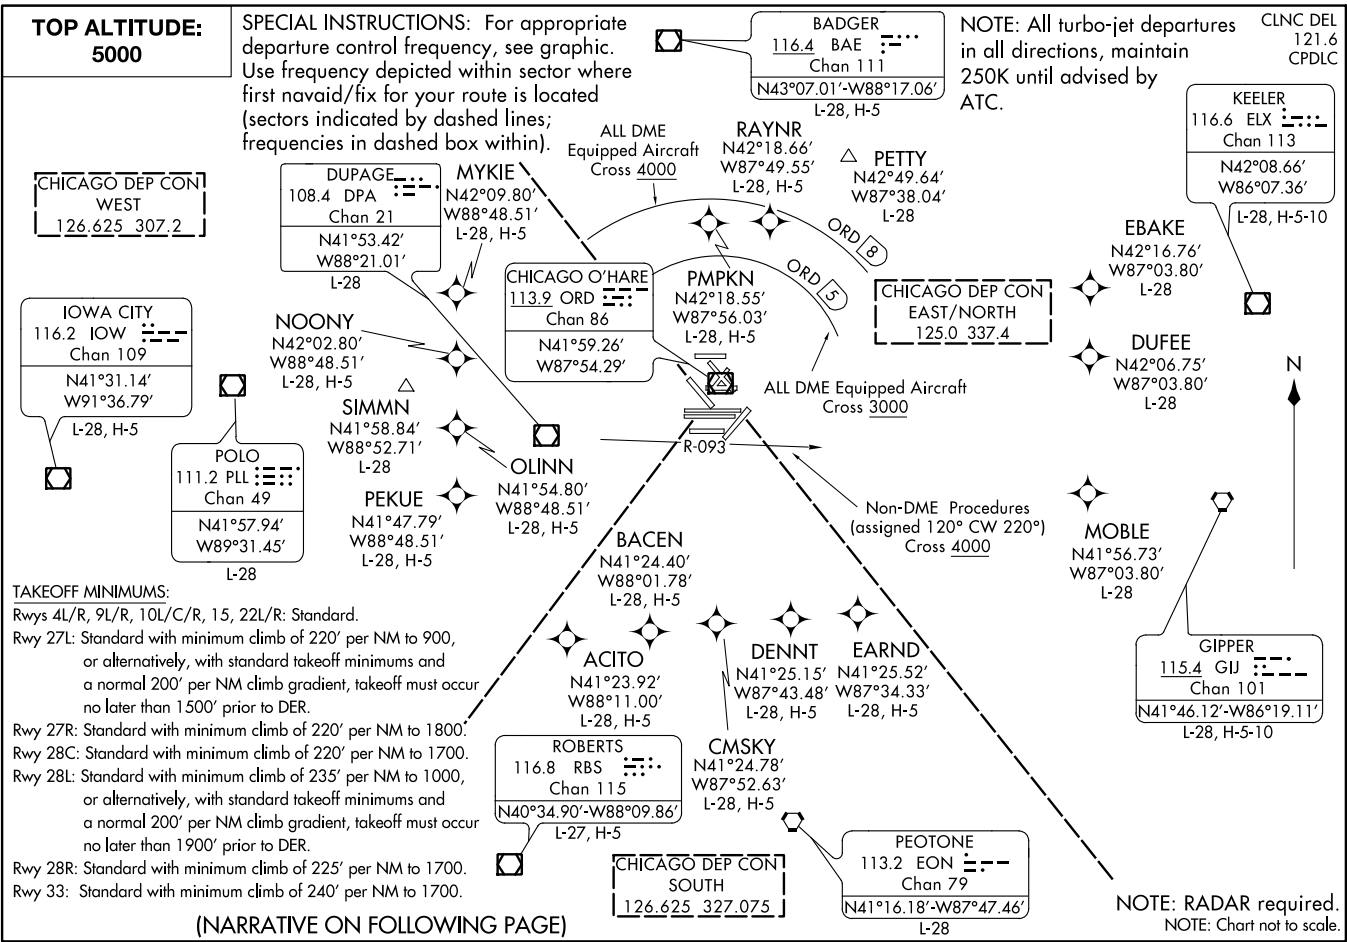 TOP ALTITUDE:
5000
SPECIAL INSTRUCTIONS: For appropriate
departure control frequency, see graphic.
Use frequency depicted within sector where
first navaid/fix for your route is located
(sectors indicated by dashed lines;
frequencies in dashed box within).
BADGER
116.4 BAE
Chan 111
N43°07.01′-W88°17.06′
L-28, H-5
NOTE: All turbo-jet departures
in all directions, maintain
250K until advised by
ATC.
CLNC DEL
121.6
CPDLC
KEELER
116.6 ELX
Chan 113
N42°08.66′
W86°07.36′
L-28, H-5-10
CHICAGO DEP CON
WEST
126.625 307.2
DUPAGE
108.4 DPA
Chan 21
N41°53.42′
W88°21.01′
L-28
MYKIE
N42°09.80′
W88°48.51′
L-28, H-5
ALL DME
Equipped Aircraft
Cross 4000
RAYNR
N42°18.66′
W87°49.55′
L-28, H-5
PETTY
N42°49.64′
W87°38.04′
L-28
ORD 8
ORD 5
EBAKE
N42°16.76′
W87°03.80′
L-28
CHICAGO O'HARE
113.9 ORD
Chan 86
N41°59.26′
W87°54.29′
PMPKN
N42°18.55′
W87°56.03′
L-28, H-5
CHICAGO DEP CON
EAST/NORTH
125.0 337.4
IOWA CITY
116.2 IOW
Chan 109
N41°31.14′
W91°36.79′
L-28, H-5
NOONY
N42°02.80′
W88°48.51′
L-28, H-5
DUFEE
N42°06.75′
W87°03.80′
L-28
N
ALL DME Equipped Aircraft
Cross 3000
SIMMN
N41°58.84′
W88°52.71′
L-28
R-093
POLO
111.2 PLL
Chan 49
N41°57.94′
W89°31.45′
L-28
OLINN
N41°54.80′
W88°48.51′
L-28, H-5
PEKUE
N41°47.79′
W88°48.51′
L-28, H-5
Non-DME Procedures
(assigned 120° CW 220°)
Cross 4000
MOBLE
N41°56.73′
W87°03.80′
L-28
BACEN
N41°24.40′
W88°01.78′
L-28, H-5
TAKEOFF MINIMUMS:
Rwys 4L/R, 9L/R, 10L/C/R, 15, 22L/R: Standard.
Rwy 27L: Standard with minimum climb of 220′ per NM to 900,
or alternatively, with standard takeoff minimums and
a normal 200′ per NM climb gradient, takeoff must occur
no later than 1500′ prior to DER.
Rwy 27R: Standard with minimum climb of 220′ per NM to 1800.
Rwy 28C: Standard with minimum climb of 220′ per NM to 1700.
Rwy 28L: Standard with minimum climb of 235′ per NM to 1000,
or alternatively, with standard takeoff minimums and
a normal 200′ per NM climb gradient, takeoff must occur
no later than 1900′ prior to DER.
Rwy 28R: Standard with minimum climb of 225′ per NM to 1700.
Rwy 33: Standard with minimum climb of 240′ per NM to 1700.
ACITO
N41°23.92′
W88°11.00′
L-28, H-5
DENNT
N41°25.15′
W87°43.48′
L-28, H-5
EARND
N41°25.52′
W87°34.33′
L-28, H-5
GIPPER
115.4 GIJ
Chan 101
N41°46.12′-W86°19.11′
L-28, H-5-10
CMSKY
N41°24.78′
W87°52.63′
L-28, H-5
ROBERTS
116.8 RBS
Chan 115
N40°34.90′-W88°09.86′
L-27, H-5
CHICAGO DEP CON
SOUTH
126.625 327.075
PEOTONE
113.2 EON
Chan 79
N41°16.18′-W87°47.46′
L-28
(NARRATIVE ON FOLLOWING PAGE)
NOTE: RADAR required.
NOTE: Chart not to scale.